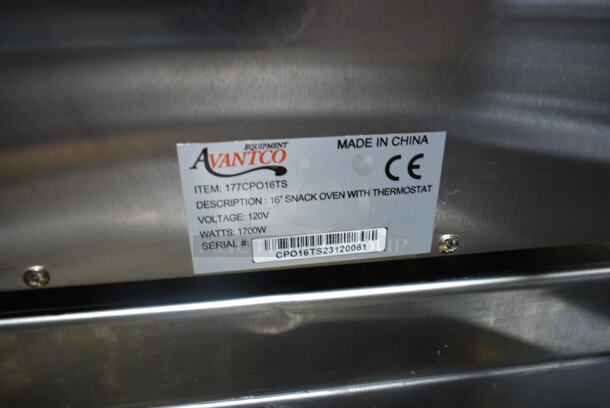 AVANTCO
EQUIPMENT
MADE IN CHINA
CE
ITEM: 177CPO16TS
DESCRIPTION : 16" SNACK OVEN WITH THERMOSTAT
VOLTAGE: 120V
WATTS: 1700W
SERIAL #:
CPO16TS23120061